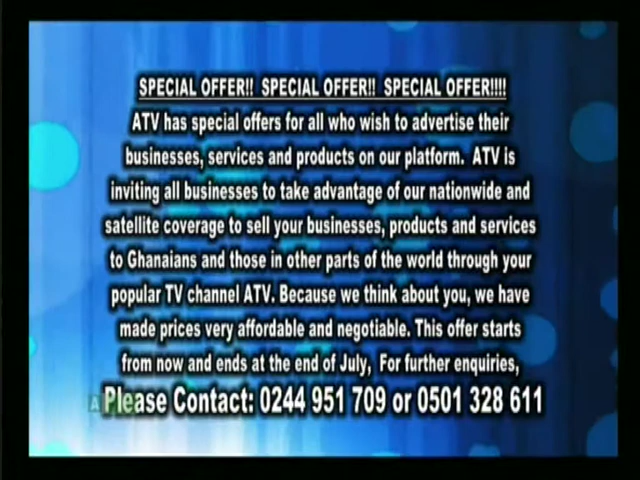 SPECIAL OFFER!! SPECIAL OFFER!! SPECIAL OFFER!!!!
ATV has special offers for all who wish to advertise their
businesses, services and products on our platform. ATV is
inviting all businesses to take advantage of our nationwide and
satellite coverage to sell your businesses, products and services
to Ghanaians and those in other parts of the world through your
popular TV channel ATV. Because we think about you, we have
made prices very affordable and negotiable. This offer starts
from now and ends at the end of July, For further enquiries,
Please Contact: 0244 951 709 or 0501 328 611